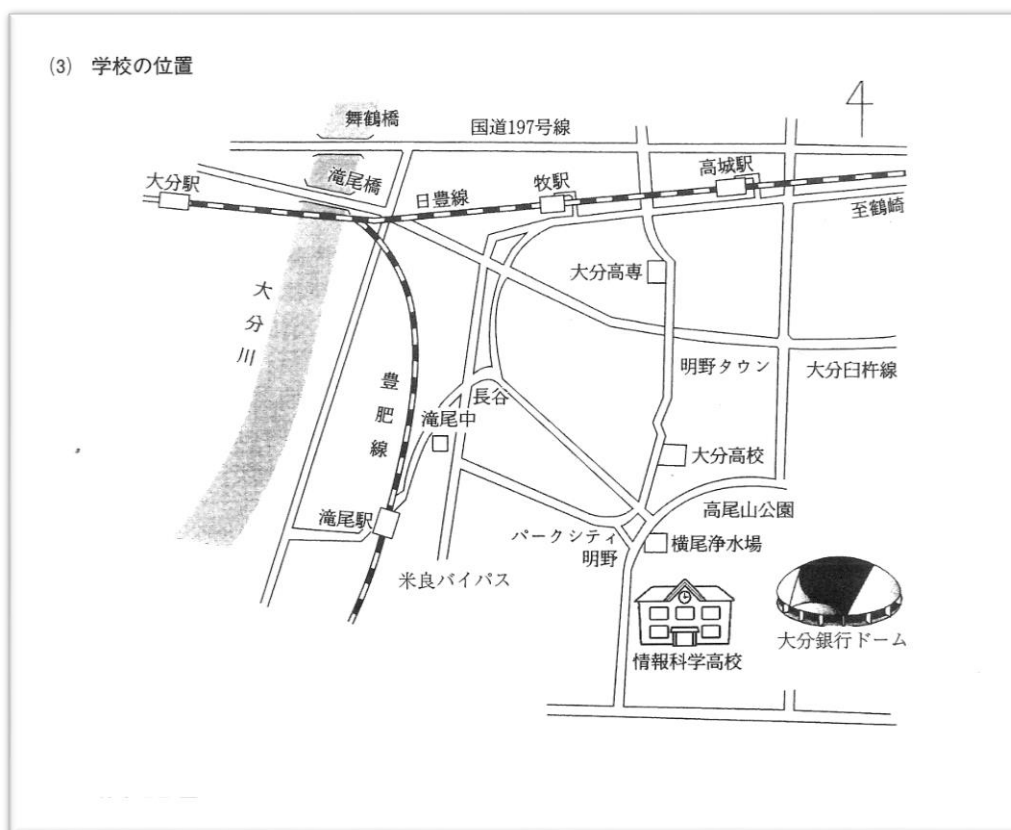 (3) 学校の位置
舞鶴橋
国道197号線
高城駅
滝尾橋
大分駅
牧駅
日豊線
至鶴崎
大分高専
大分川
明野タウン
大分臼杵線
豊肥線
長谷
滝尾中
大分高校
高尾山公園
滝尾駅
パークシティ
明野
横尾浄水場
米良バイパス
大分銀行ドーム
情報科学高校